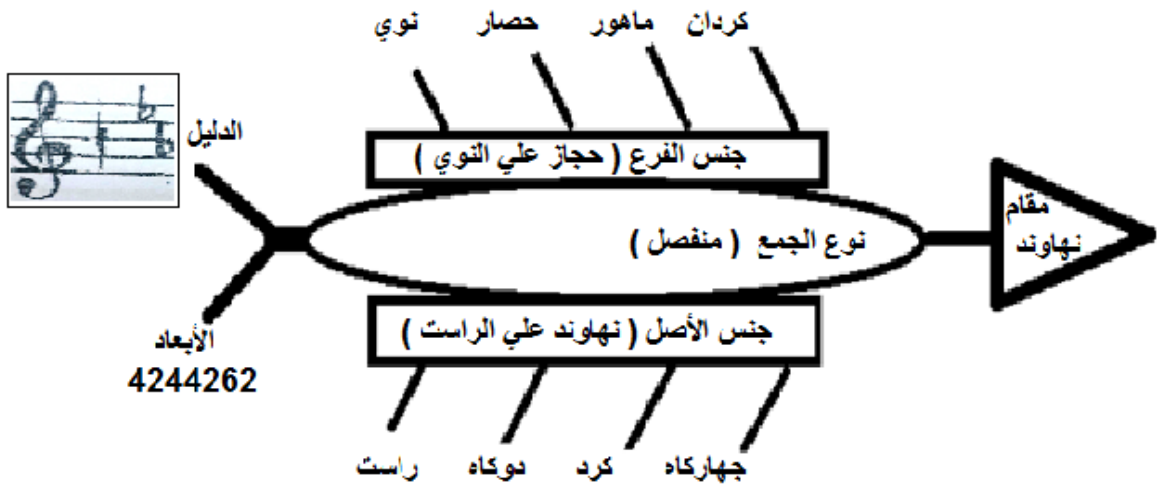 كردان ماهور حصار نوي
الدليل
جنس الفرع ( حجاز علي النوي )
مقام
نهاوند
نوع الجمع ( منفصل )
جنس الأصل ( نهاوند علي الراست )
الأبعاد
4244262
جهاركاه كرد دوكاه راست